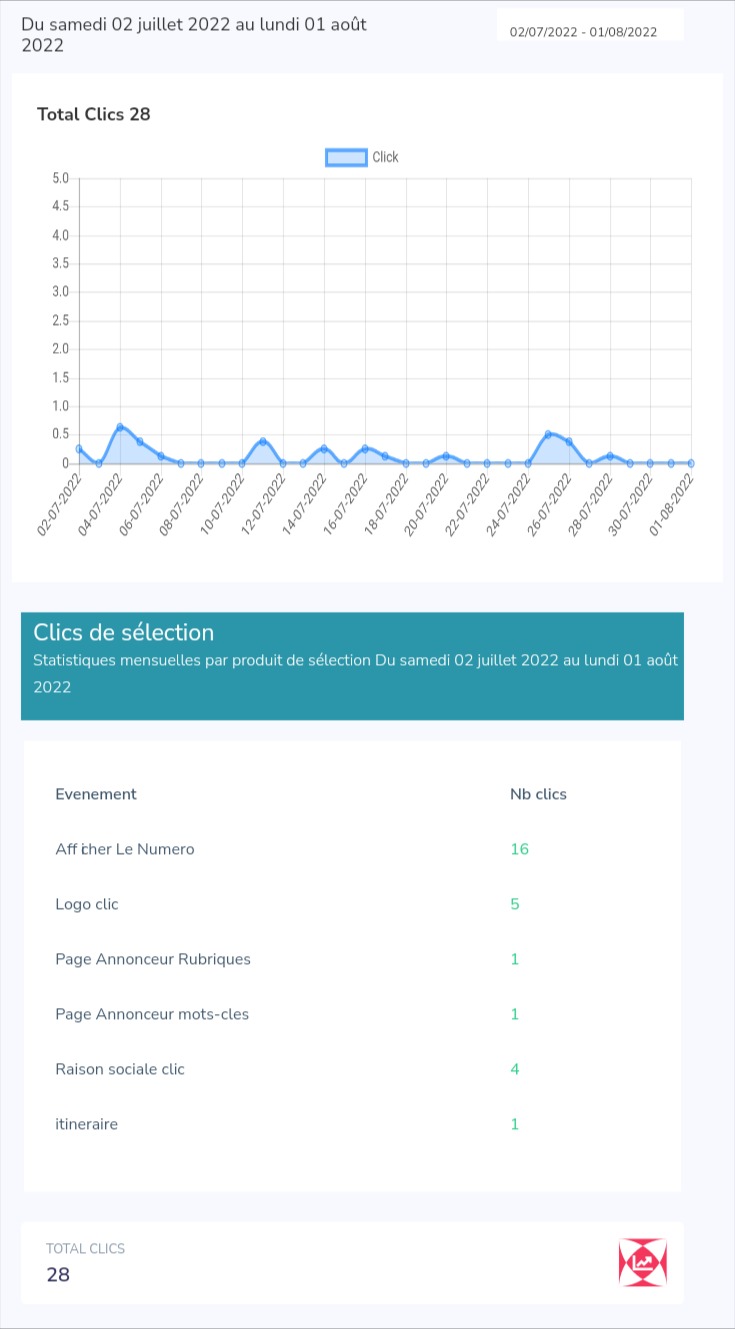 Du samedi 02 juillet 2022 au lundi 01 août
2022
02/07/2022 - 01/08/2022
Total Clics 28
Click
5.0
4.5
4.0
3.5
3.0
2.5
2.0
1.5
1.0
0.5
0
02-07-2022
04-07-2022
06-07-2022
08-07-2022
10-07-2022
12-07-2022
14-07-2022
16-07-2022
18-07-2022
20-07-2022
22-07-2022
24-07-2022
26-07-2022
28-07-2022
30-07-2022
01-08-2022
Clics de sélection
Statistiques mensuelles par produit de sélection Du samedi 02 juillet 2022 au lundi 01 août
2022
Evenement Nb clics
Afficher Le Numero 16
Logo clic 5
Page Annonceur Rubriques 1
Page Annonceur mots-cles 1
Raison sociale clic 4
itineraire 1
TOTAL CLICS
28